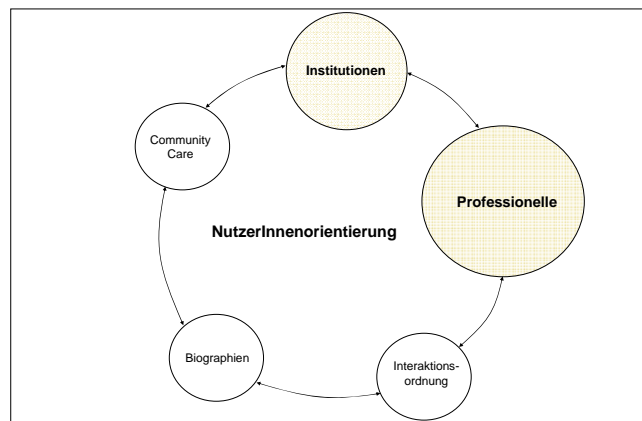 Institutionen
Community
Care
Professionelle
NutzerInnenorientierung
Biographien
Interaktions-
ordnung